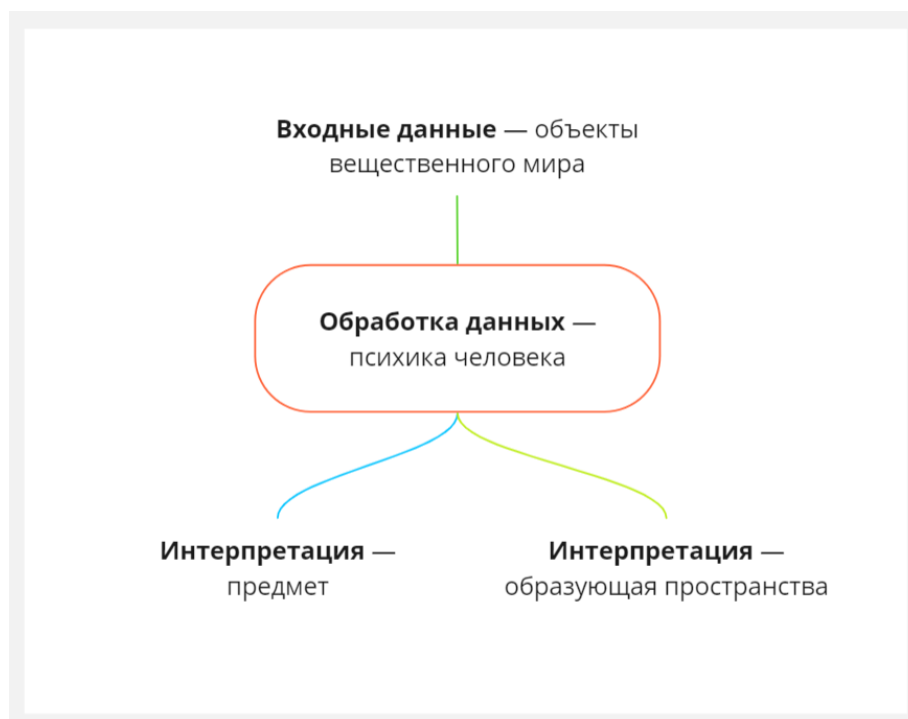 Входные данные — объекты
вещественного мира
Обработка данных —
психика человека
Интерпретация —
предмет
Интерпретация —
образующая пространства